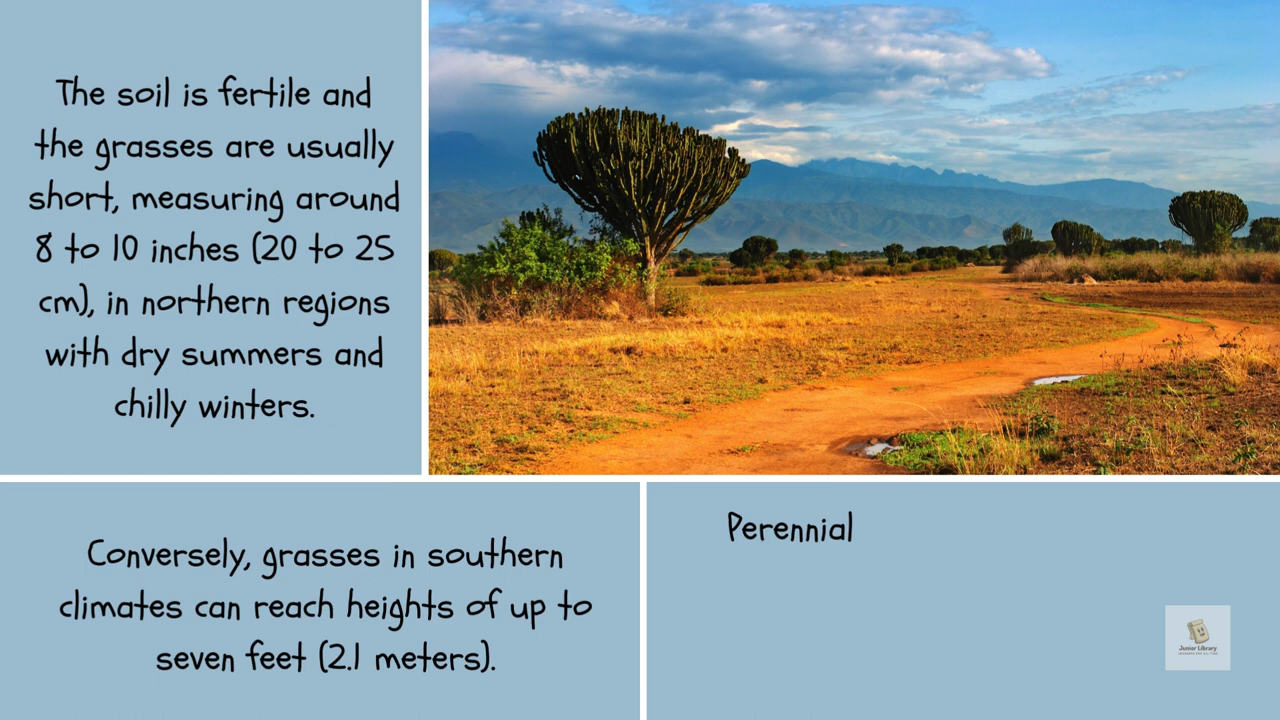 The soil is fertile and
the grasses are usually
short, measuring around
8 to 10 inches (20 to 25
cm), in northern regions
with dry summers and
chilly winters.
Conversely, grasses in southern
climates can reach heights of up to
seven feet (2.1 meters).
Perennial
Junior Library